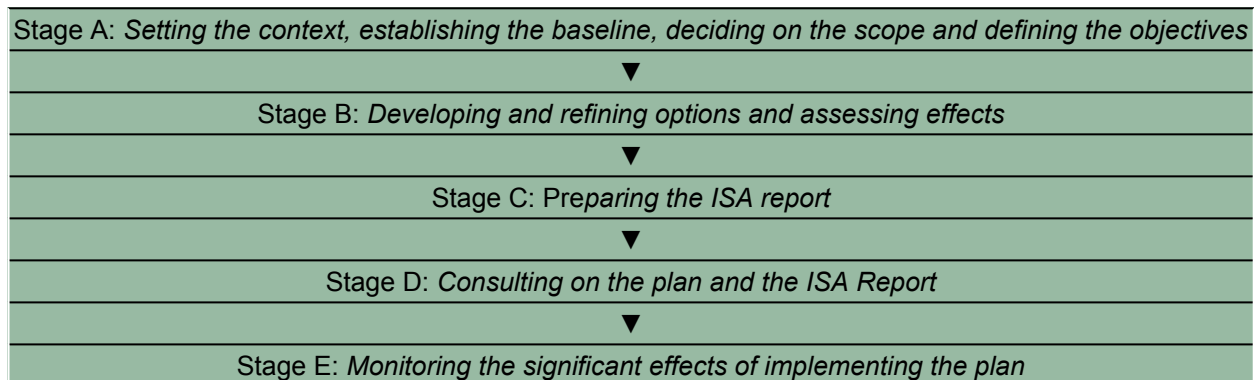 Stage A: Setting the context, establishing the baseline, deciding on the scope and defining the objectives
▼
Stage B: Developing and refining options and assessing effects
▼
Stage C: Preparing the ISA report
▼
Stage D: Consulting on the plan and the ISA Report
▼
Stage E: Monitoring the significant effects of implementing the plan